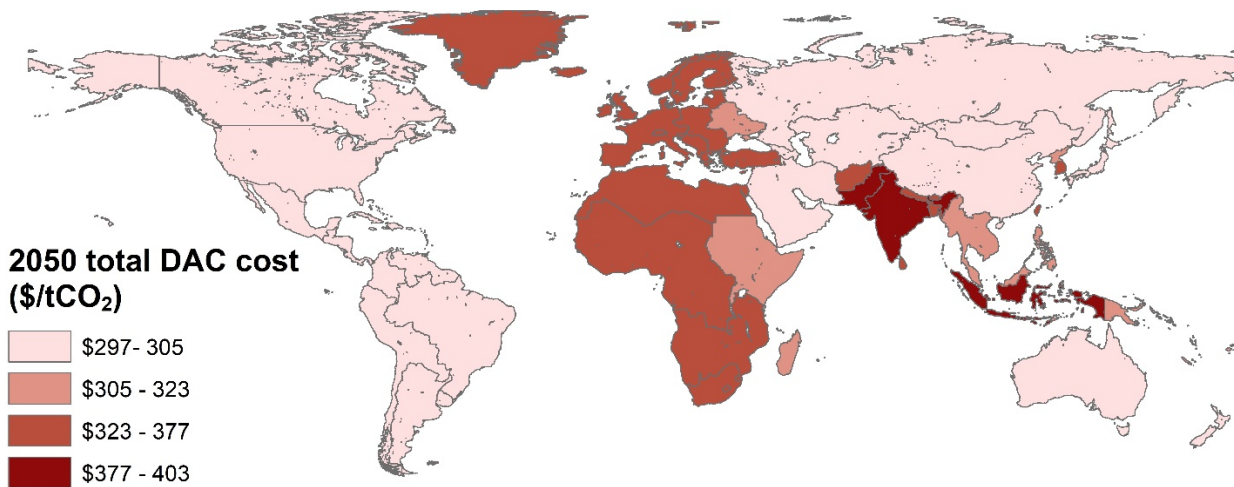 2050 total DAC cost
($/tCO₂)
$297- 305
$305 - 323
$323 - 377
$377 - 403